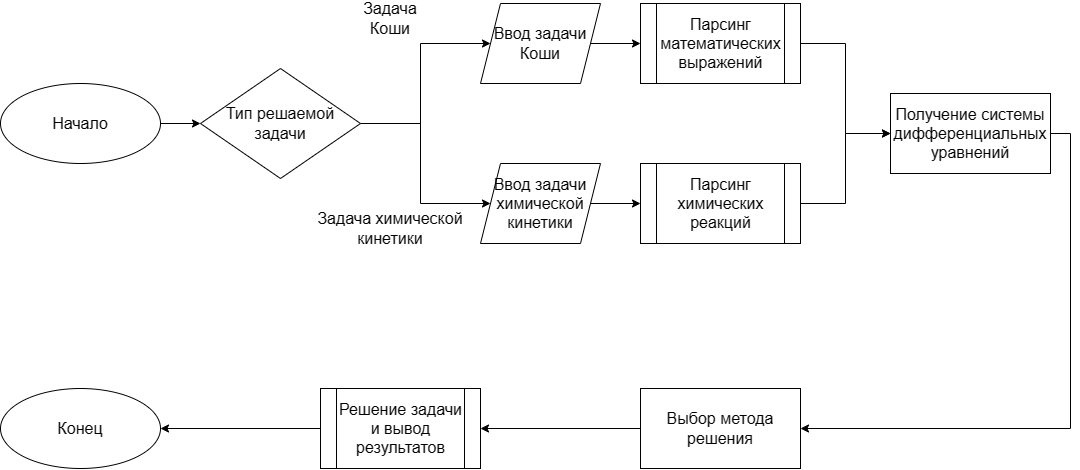 Начало
Тип решаемой
задачи
Задача
Коши
Ввод задачи
Коши
Парсинг
математических
выражений
Задача химической
кинетики
Ввод задачи
химической
кинетики
Парсинг
химических
реакций
Получение системы
дифференциальных
уравнений
Выбор метода
решения
Решение задачи
и вывод
результатов
Конец